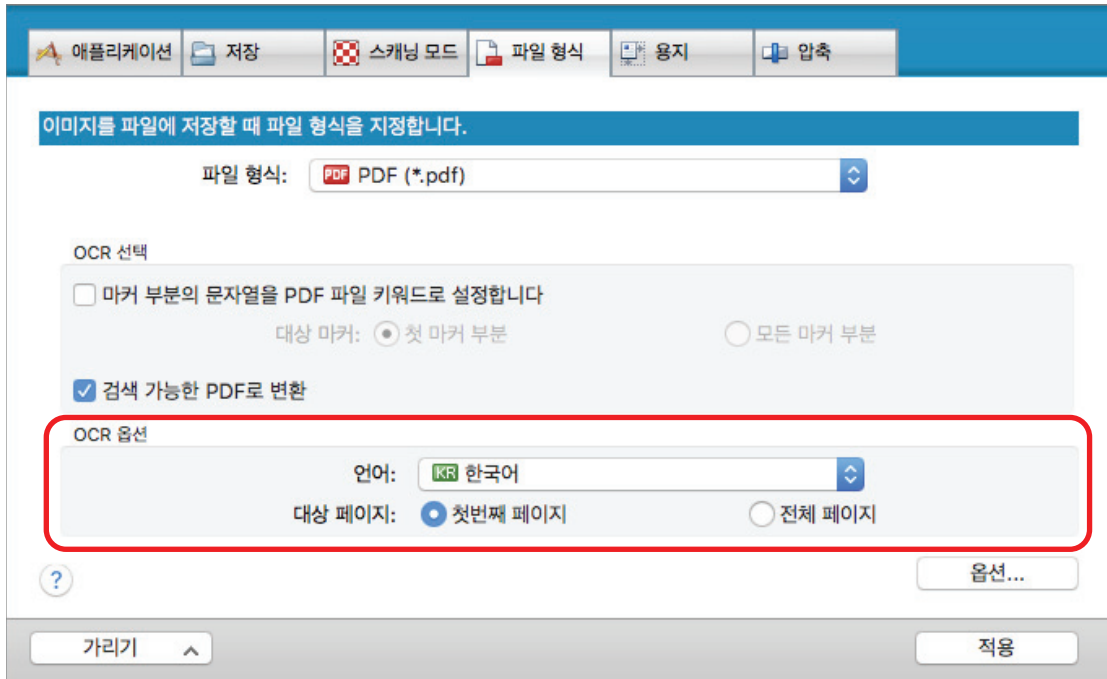 애플리케이션 저장 스캐닝 모드 파일 형식 용지 압축
이미지를 파일에 저장할 때 파일 형식을 지정합니다.
파일 형식: PDF PDF (*.pdf)
OCR 선택
마커 부분의 문자열을 PDF 파일 키워드로 설정합니다
대상 마커: 첫 마커 부분 모든 마커 부분
검색 가능한 PDF로 변환
OCR 옵션
언어: KR 한국어
대상 페이지: 첫번째 페이지 전체 페이지
? 옵션...
가리기 적용